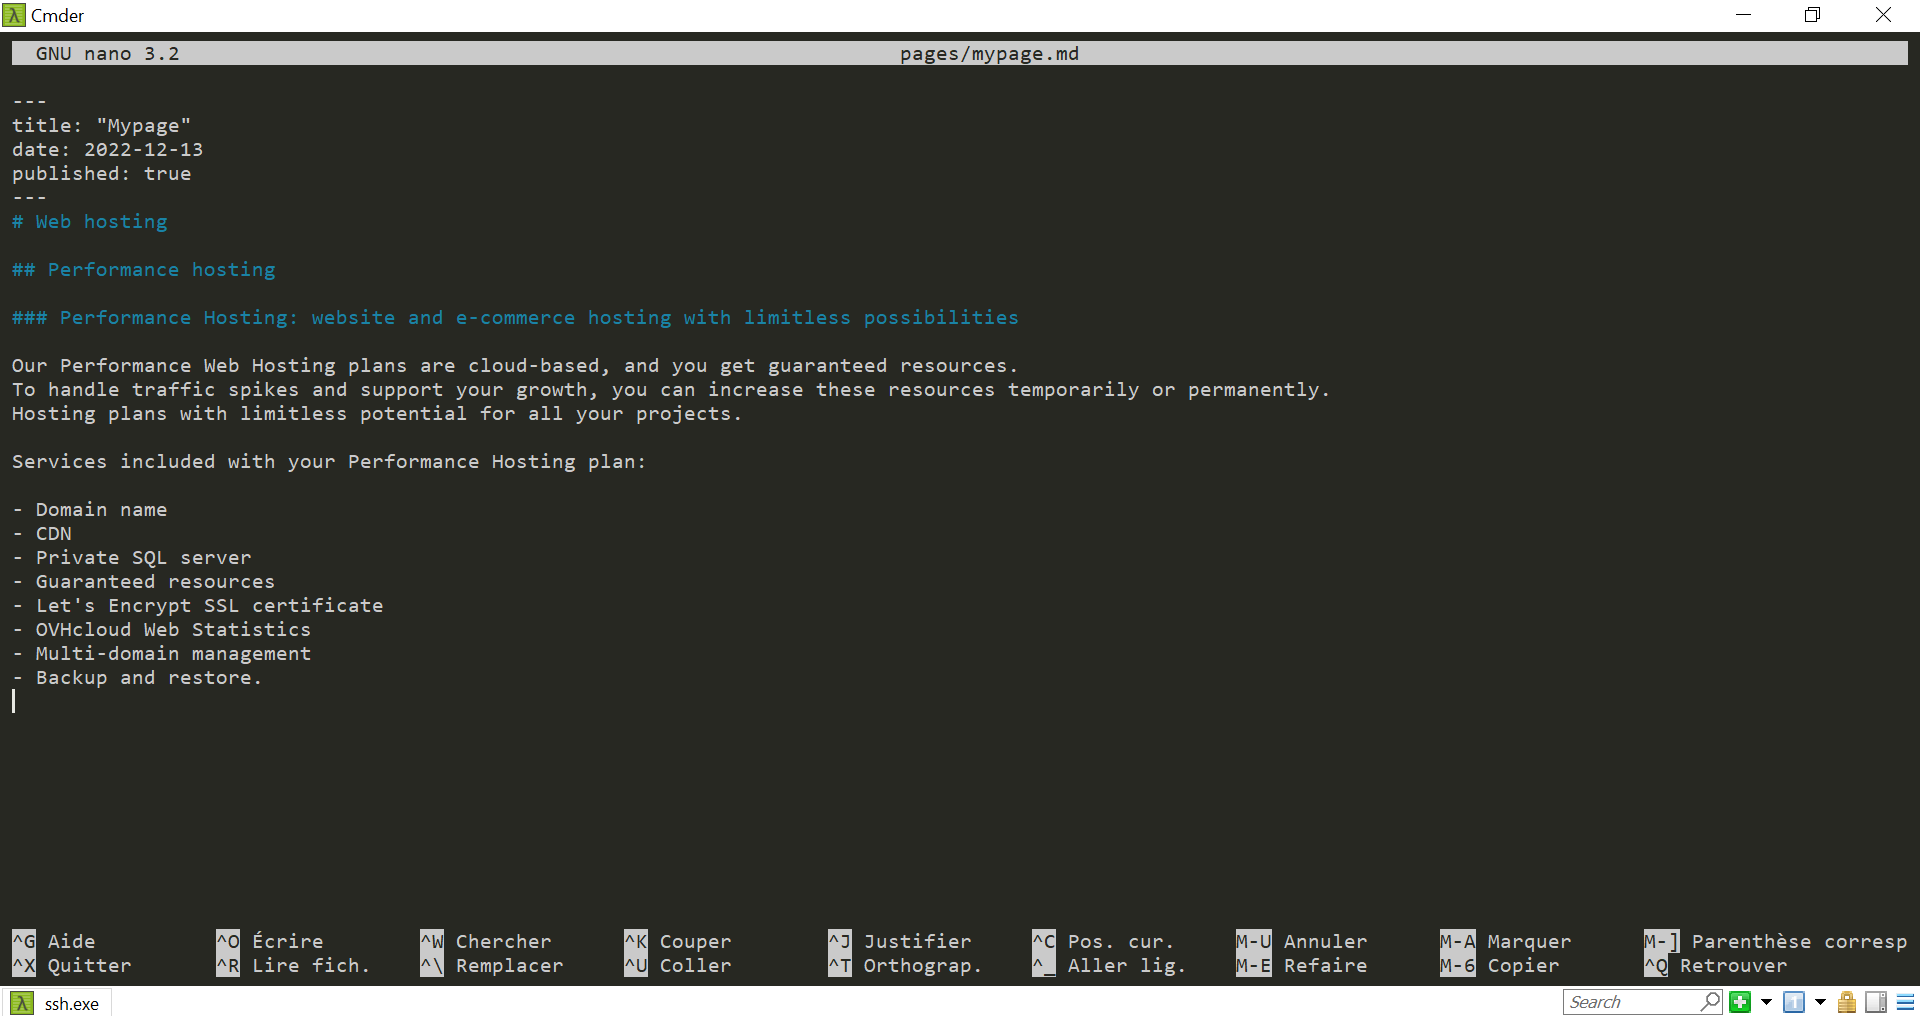 Cmder
GNU nano 3.2 pages/mypage.md
---
title: "Mypage"
date: 2022-12-13
published: true
---
# Web hosting
## Performance hosting
### Performance Hosting: website and e-commerce hosting with limitless possibilities
Our Performance Web Hosting plans are cloud-based, and you get guaranteed resources.
To handle traffic spikes and support your growth, you can increase these resources temporarily or permanently.
Hosting plans with limitless potential for all your projects.
Services included with your Performance Hosting plan:
- Domain name
- CDN
- Private SQL server
- Guaranteed resources
- Let's Encrypt SSL certificate
- OVHcloud Web Statistics
- Multi-domain management
- Backup and restore.
^G Aide ^O Écrire ^W Chercher ^K Couper ^J Justifier ^C Pos. cur. M-U Annuler M-A Marquer M-] Parenthèse corresp
^X Quitter ^R Lire fich. ^\ Remplacer ^U Coller ^T Orthograp. ^_ Aller lig. M-E Refaire M-6 Copier ^Q Retrouver
ssh.exe Search 1